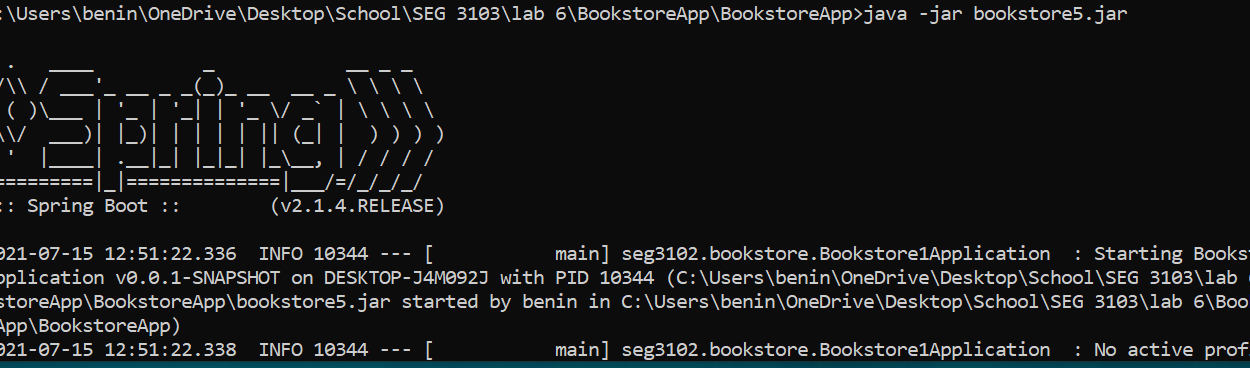 :\Users\benin\OneDrive\Desktop\School\SEG 3103\lab 6\BookstoreApp\BookstoreApp>java -jar bookstore5.jar
 .   ____          _            __ _ _
/\\ / ___'_ __ _ _(_)_ __  __ _ \ \ \ \
( )\___ | '_ | '_| | '_ \/ _` | \ \ \ \
\\/  ___)| |_)| | | | | || (_| |  ) ) ) )
 '  |____| .__|_| |_|_| |_\__, | / / / /
=========|_|==============|___/=/_/_/_/
:: Spring Boot ::        (v2.1.4.RELEASE)
021-07-15 12:51:22.336  INFO 10344 --- [           main] seg3102.bookstore.Bookstore1Application  : Starting Books
pplication v0.0.1-SNAPSHOT on DESKTOP-J4M092J with PID 10344 (C:\Users\benin\OneDrive\Desktop\School\SEG 3103\lab 
storeApp\BookstoreApp\bookstore5.jar started by benin in C:\Users\benin\OneDrive\Desktop\School\SEG 3103\lab 6\Boo
App\BookstoreApp)
021-07-15 12:51:22.338  INFO 10344 --- [           main] seg3102.bookstore.Bookstore1Application  : No active prof